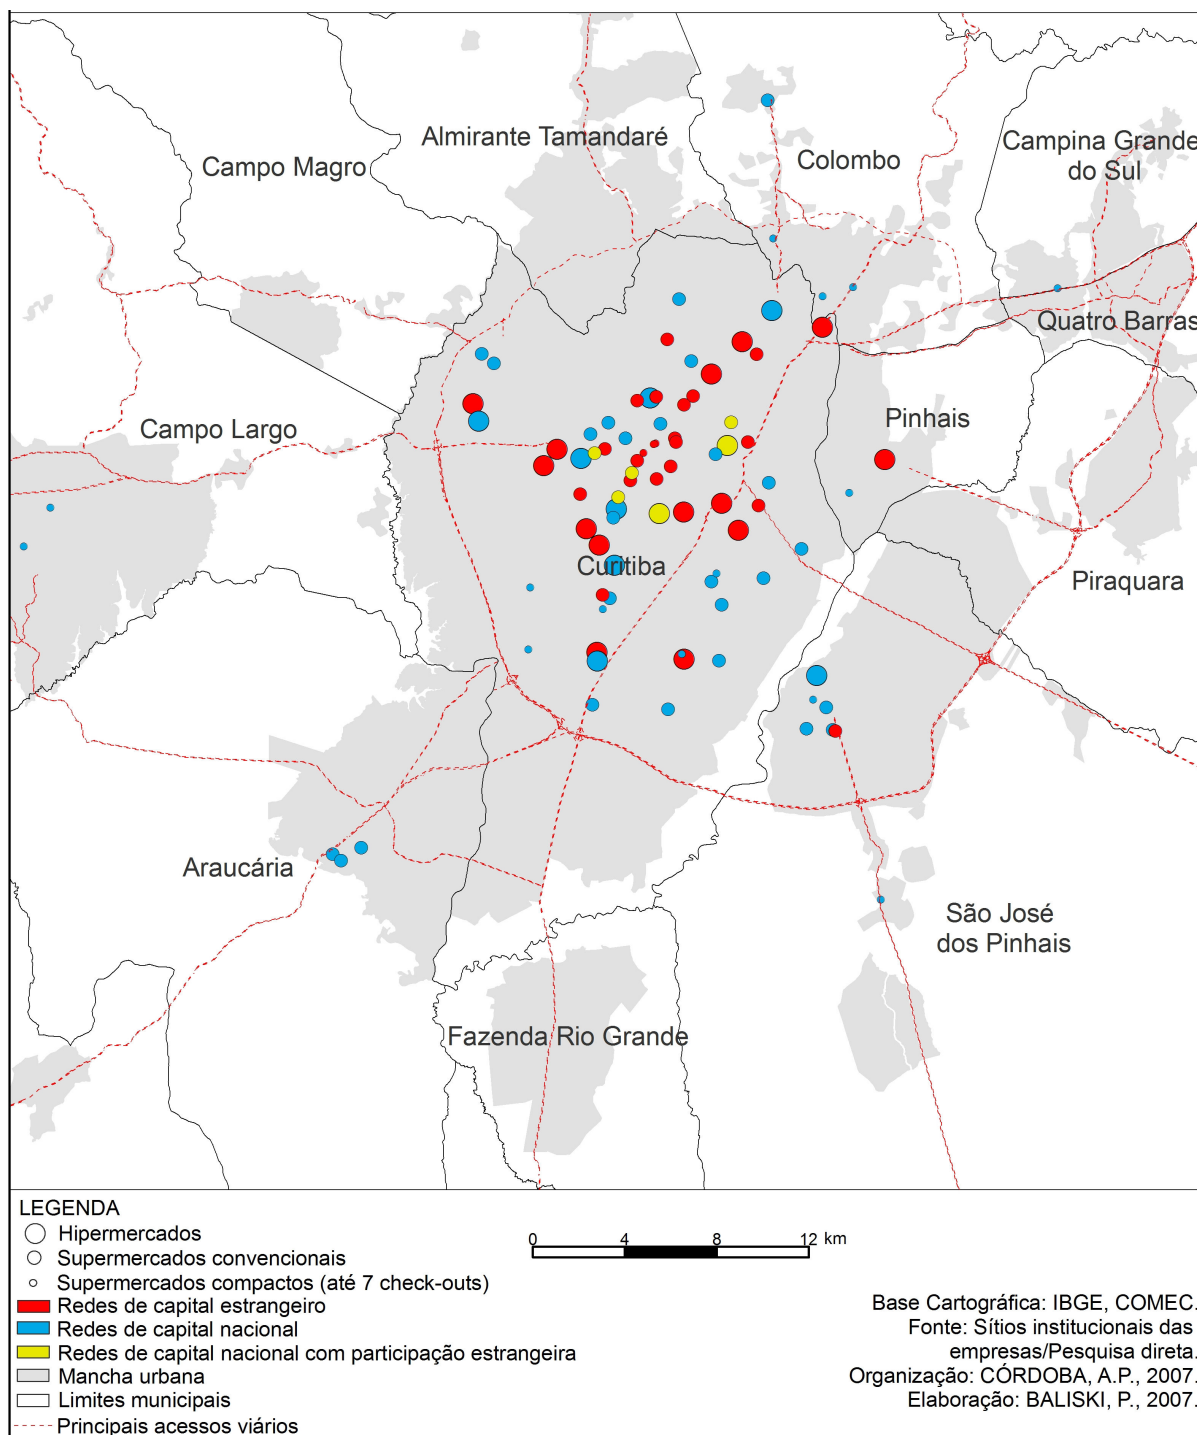 Almirante Tamandaré
Campo Magro
Colombo
Campina Grande
do Sul
Quatro Barras
Campo Largo
Pinhais
Curitiba
Piraquara
Araucária
São José
dos Pinhais
Fazenda Rio Grande
LEGENDA
Hipermercados
Supermercados convencionais
Supermercados compactos (até 7 check-outs)
Redes de capital estrangeiro
Redes de capital nacional
Redes de capital nacional com participação estrangeira
Mancha urbana
Limites municipais
Principais acessos viários
0 4 8 12 km
Base Cartográfica: IBGE, COMEC.
Fonte: Sítios institucionais das
empresas/Pesquisa direta.
Organização: CÓRDOBA, A.P., 2007.
Elaboração: BALISKI, P., 2007.